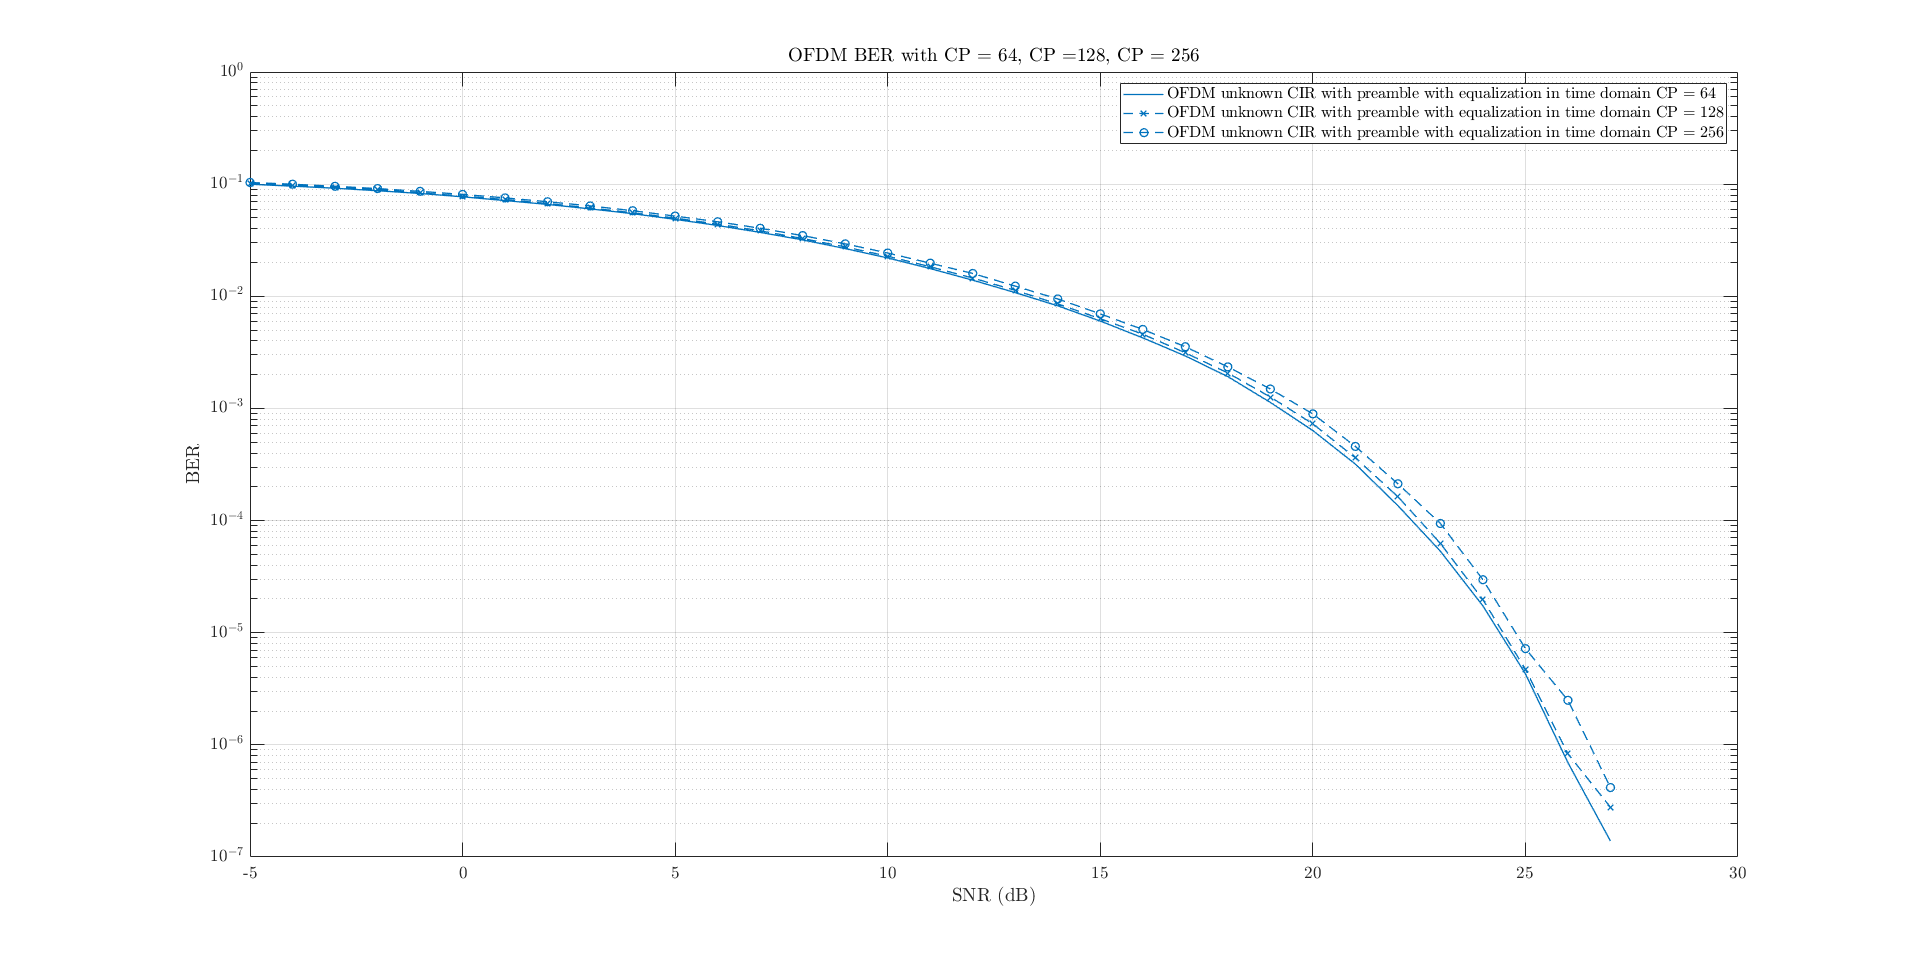 OFDM BER with CP = 64, CP =128, CP = 256
OFDM unknown CIR with preamble with equalization in time domain CP = 64
OFDM unknown CIR with preamble with equalization in time domain CP = 128
OFDM unknown CIR with preamble with equalization in time domain CP = 256
10^0
10^-1
10^-2
10^-3
10^-4
10^-5
10^-6
10^-7
BER
-5 0 5 10 15 20 25 30
SNR (dB)